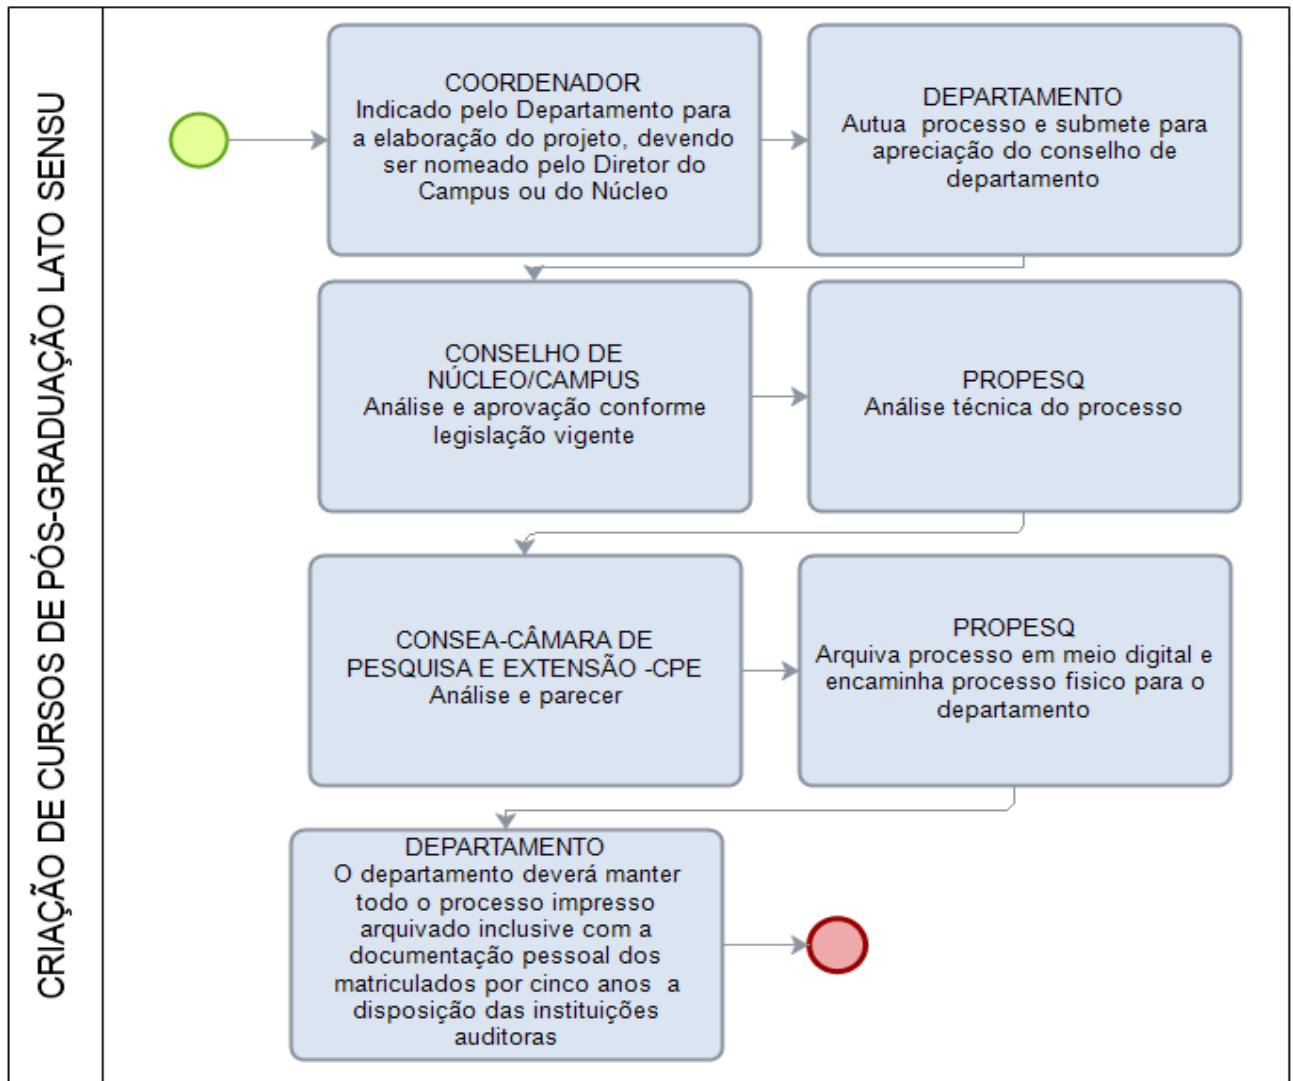 CRIAÇÃO DE CURSOS DE PÓS-GRADUAÇÃO LATO SENSU
COORDENADOR
Indicado pelo Departamento para
a elaboração do projeto, devendo
ser nomeado pelo Diretor do
Campus ou do Núcleo
DEPARTAMENTO
Autua processo e submete para
apreciação do conselho de
departamento
CONSELHO DE
NÚCLEO/CAMPUS
Análise e aprovação conforme
legislação vigente
PROPESQ
Análise técnica do processo
CONSEA-CÂMARA DE
PESQUISA E EXTENSÃO -CPE
Análise e parecer
PROPESQ
Arquiva processo em meio digital e
encaminha processo fisico para o
departamento
DEPARTAMENTO
O departamento deverá manter
todo o processo impresso
arquivado inclusive com a
documentação pessoal dos
matriculados por cinco anos a
disposição das instituições
auditoras